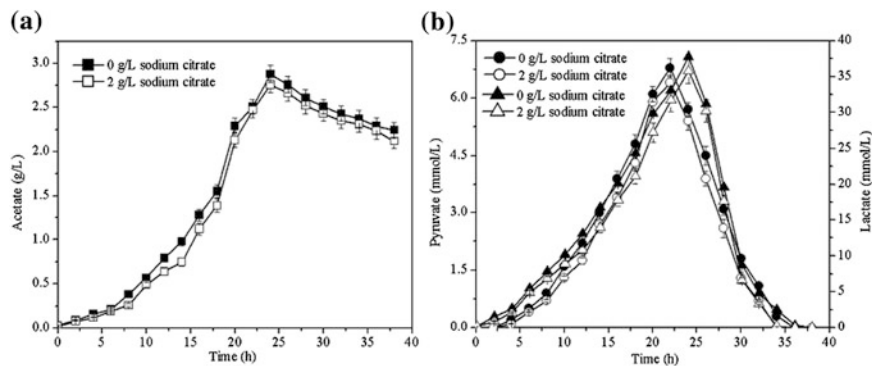 (a)
3.0
2.5
2.0
1.5
1.0
0.5
0.0
Acetate (g/L)
0 g/L sodium citrate
2 g/L sodium citrate
0 5 10 15 20 25 30 35 40
Time (h)
(b)
7.5
6.0
4.5
3.0
1.5
0.0
Pyruvate (mmol/L)
0 g/L sodium citrate
2 g/L sodium citrate
0 g/L sodium citrate
2 g/L sodium citrate
40
35
30
25
20
15
10
5
0
Lactate (mmol/L)
0 5 10 15 20 25 30 35 40
Time (h)